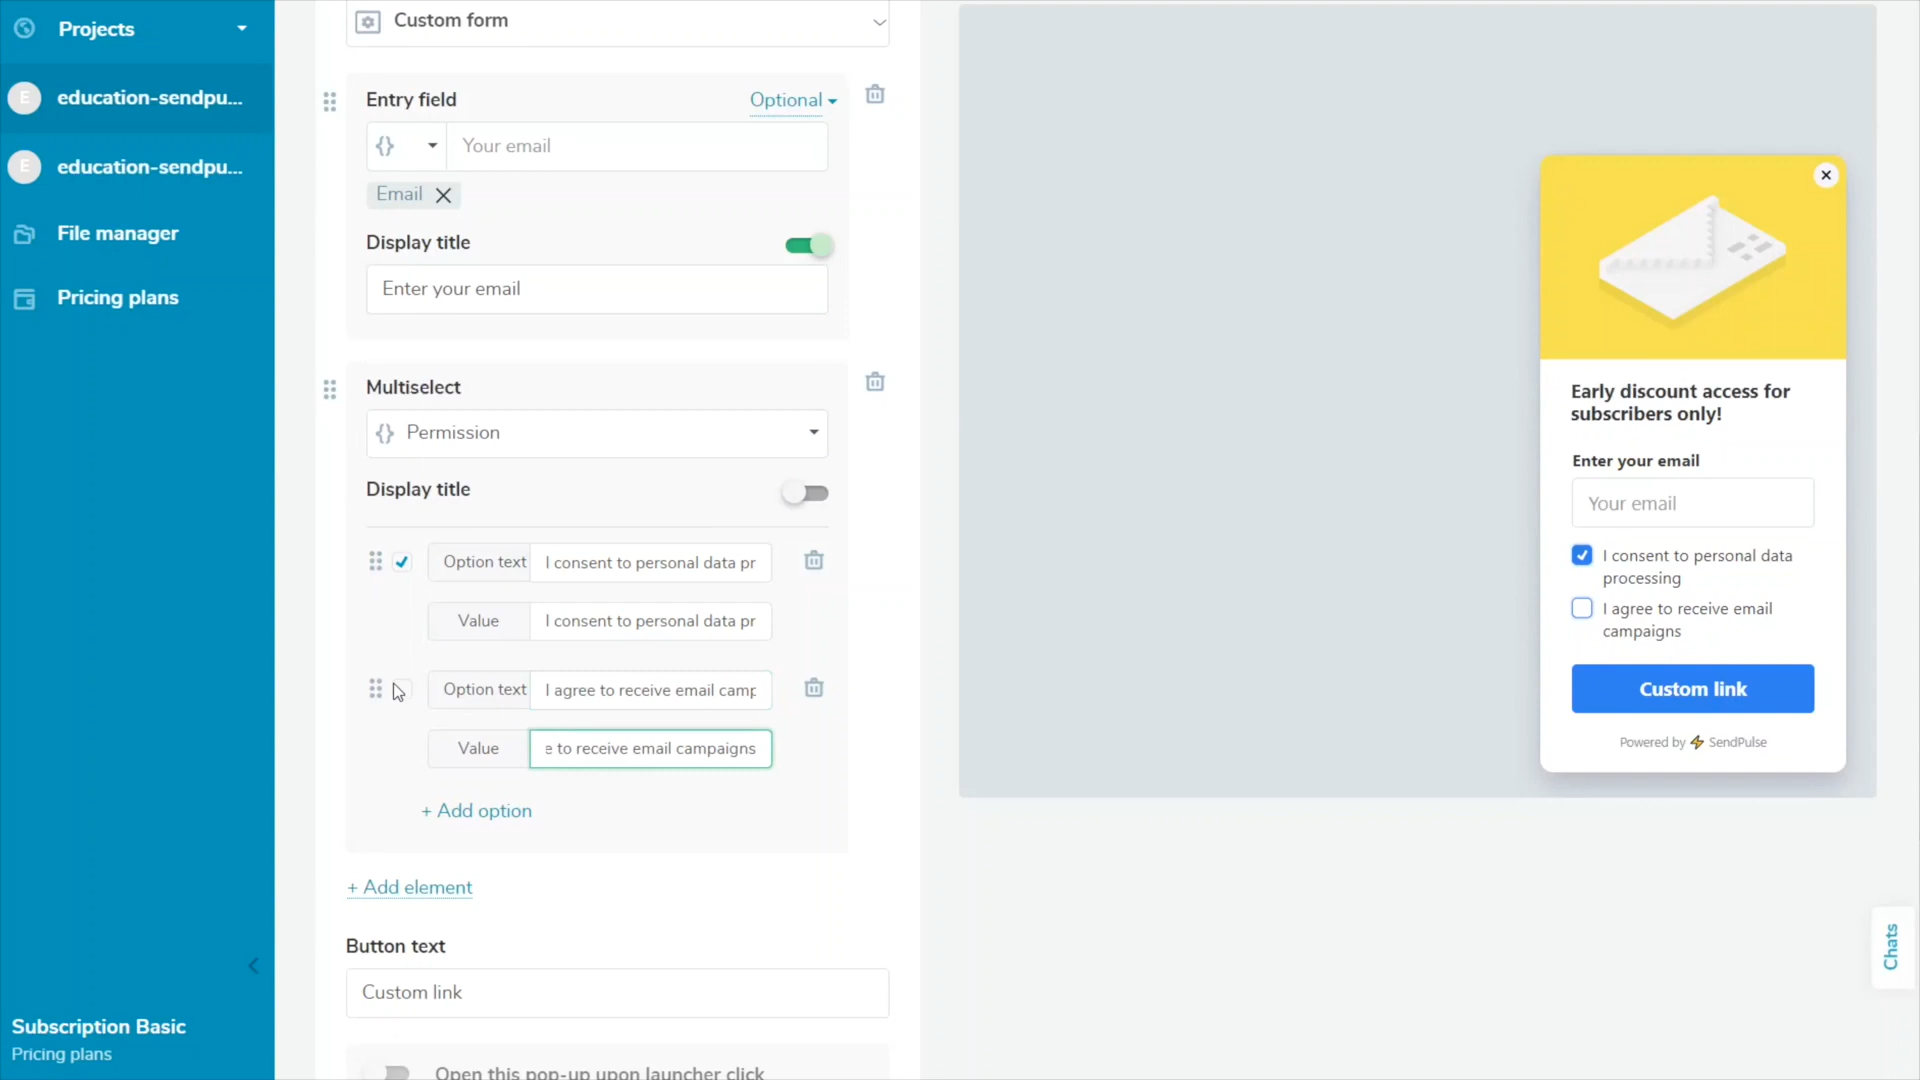 Projects
E education-sendpu...
E education-sendpu...
File manager
Pricing plans
Subscription Basic
Pricing plans
Custom form
Entry field
Optional
{}
Your email
Email
Display title
Enter your email
Multiselect
{} Permission
Display title
Option text I consent to personal data pr
Value I consent to personal data pr
Option text I agree to receive email camp
Value e to receive email campaigns
+ Add option
+ Add element
Button text
Custom link
Open this pop-up upon launcher click
Early discount access for
subscribers only!
Enter your email
Your email
I consent to personal data
processing
I agree to receive email
campaigns
Custom link
Powered by SendPulse
Chats